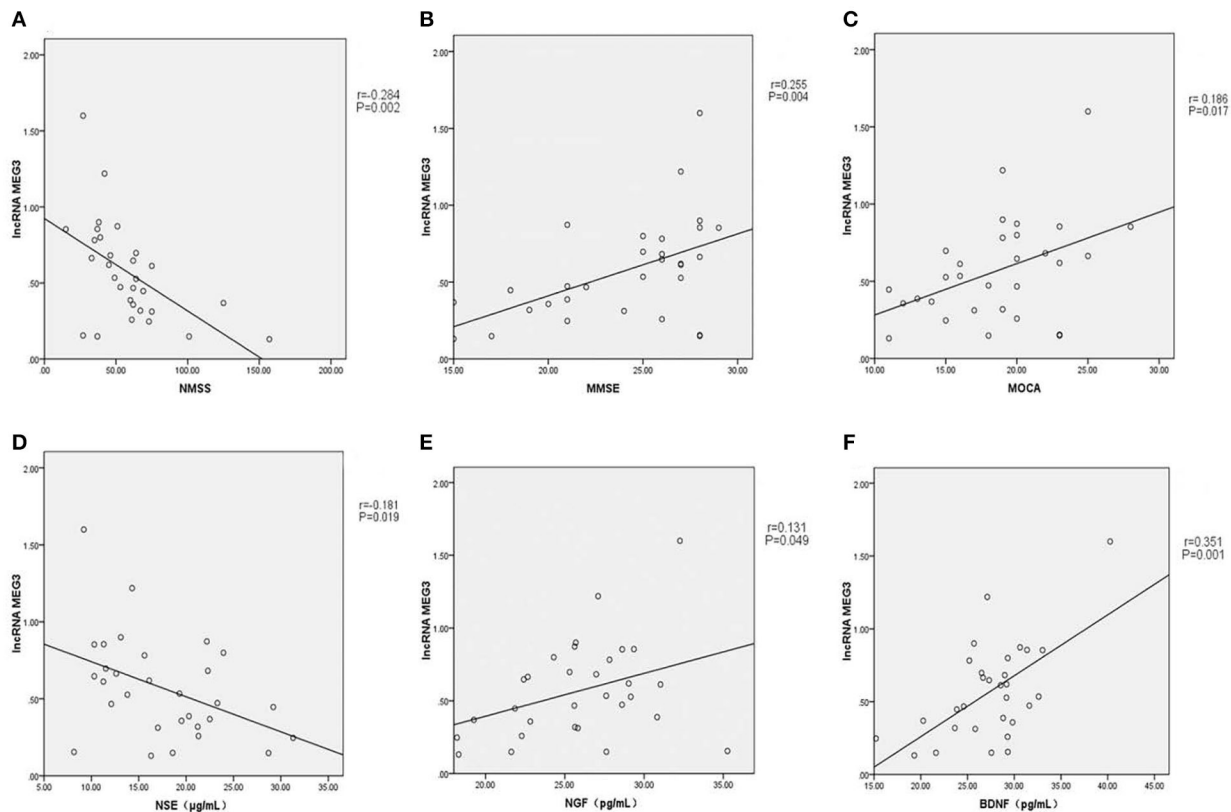 A
lncRNA MEG3
2.00
1.50
1.00
.50
.00
.00 50.00 100.00 150.00 200.00
NMSS
r=-0.284
P=0.002
B
lncRNA MEG3
2.00
1.50
1.00
.50
.00
15.00 20.00 25.00 30.00
MMSE
r=0.255
P=0.004
C
lncRNA MEG3
2.00
1.50
1.00
.50
.00
10.00 15.00 20.00 25.00 30.00
MOCA
r= 0.186
P=0.017
D
lncRNA MEG3
2.00
1.50
1.00
.50
.00
5.00 10.00 15.00 20.00 25.00 30.00 35.00
NSE（μg/mL）
r=-0.181
P=0.019
E
lncRNA MEG3
2.00
1.50
1.00
.50
.00
20.00 25.00 30.00 35.00
NGF（pg/mL）
r=0.131
P=0.049
F
lncRNA MEG3
2.00
1.50
1.00
.50
.00
15.00 20.00 25.00 30.00 35.00 40.00 45.00
BDNF（pg/mL）
r=0.351
P=0.001